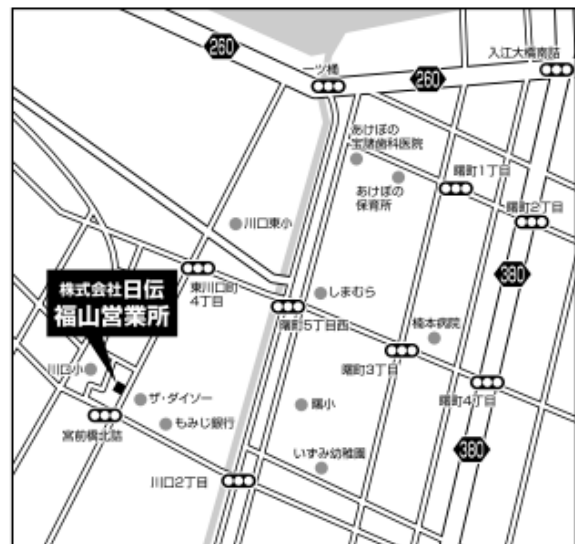 260
入江大橋南詰
一ツ樋
260
あけぼの
宝諸歯科医院
あけぼの
保育所
曙町1丁目
曙町2丁目
川口東小
380
株式会社日伝
福山営業所
東川口町
4丁目
しまむら
曙町5丁目西
楠本病院
曙町3丁目
川口小
ザ・ダイソー
曙小
曙町4丁目
もみじ銀行
宮前橋北詰
380
いずみ幼稚園
川口2丁目